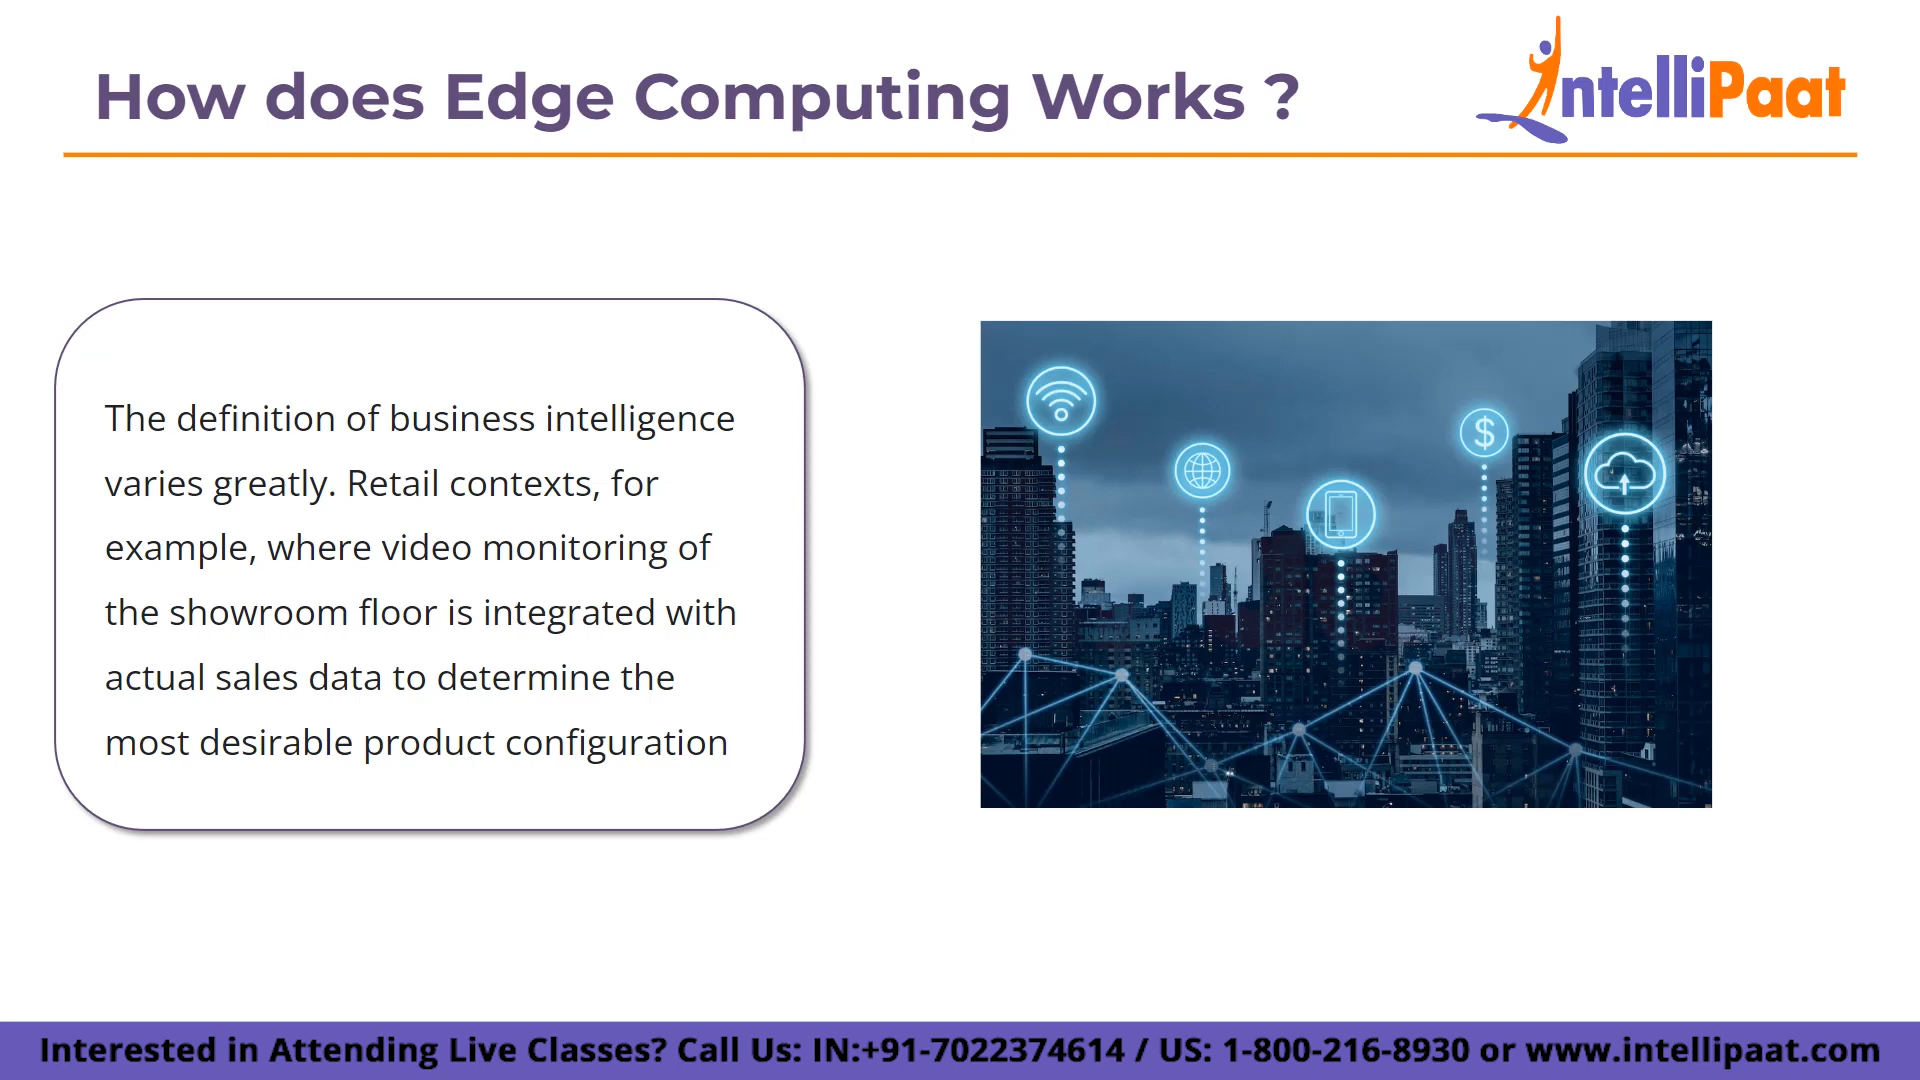 How does Edge Computing Works ?
IntelliPaat
The definition of business intelligence
varies greatly. Retail contexts, for
example, where video monitoring of
the showroom floor is integrated with
actual sales data to determine the
most desirable product configuration
$
Interested in Attending Live Classes? Call Us: IN:+91-7022374614 / US: 1-800-216-8930 or www.intellipaat.com